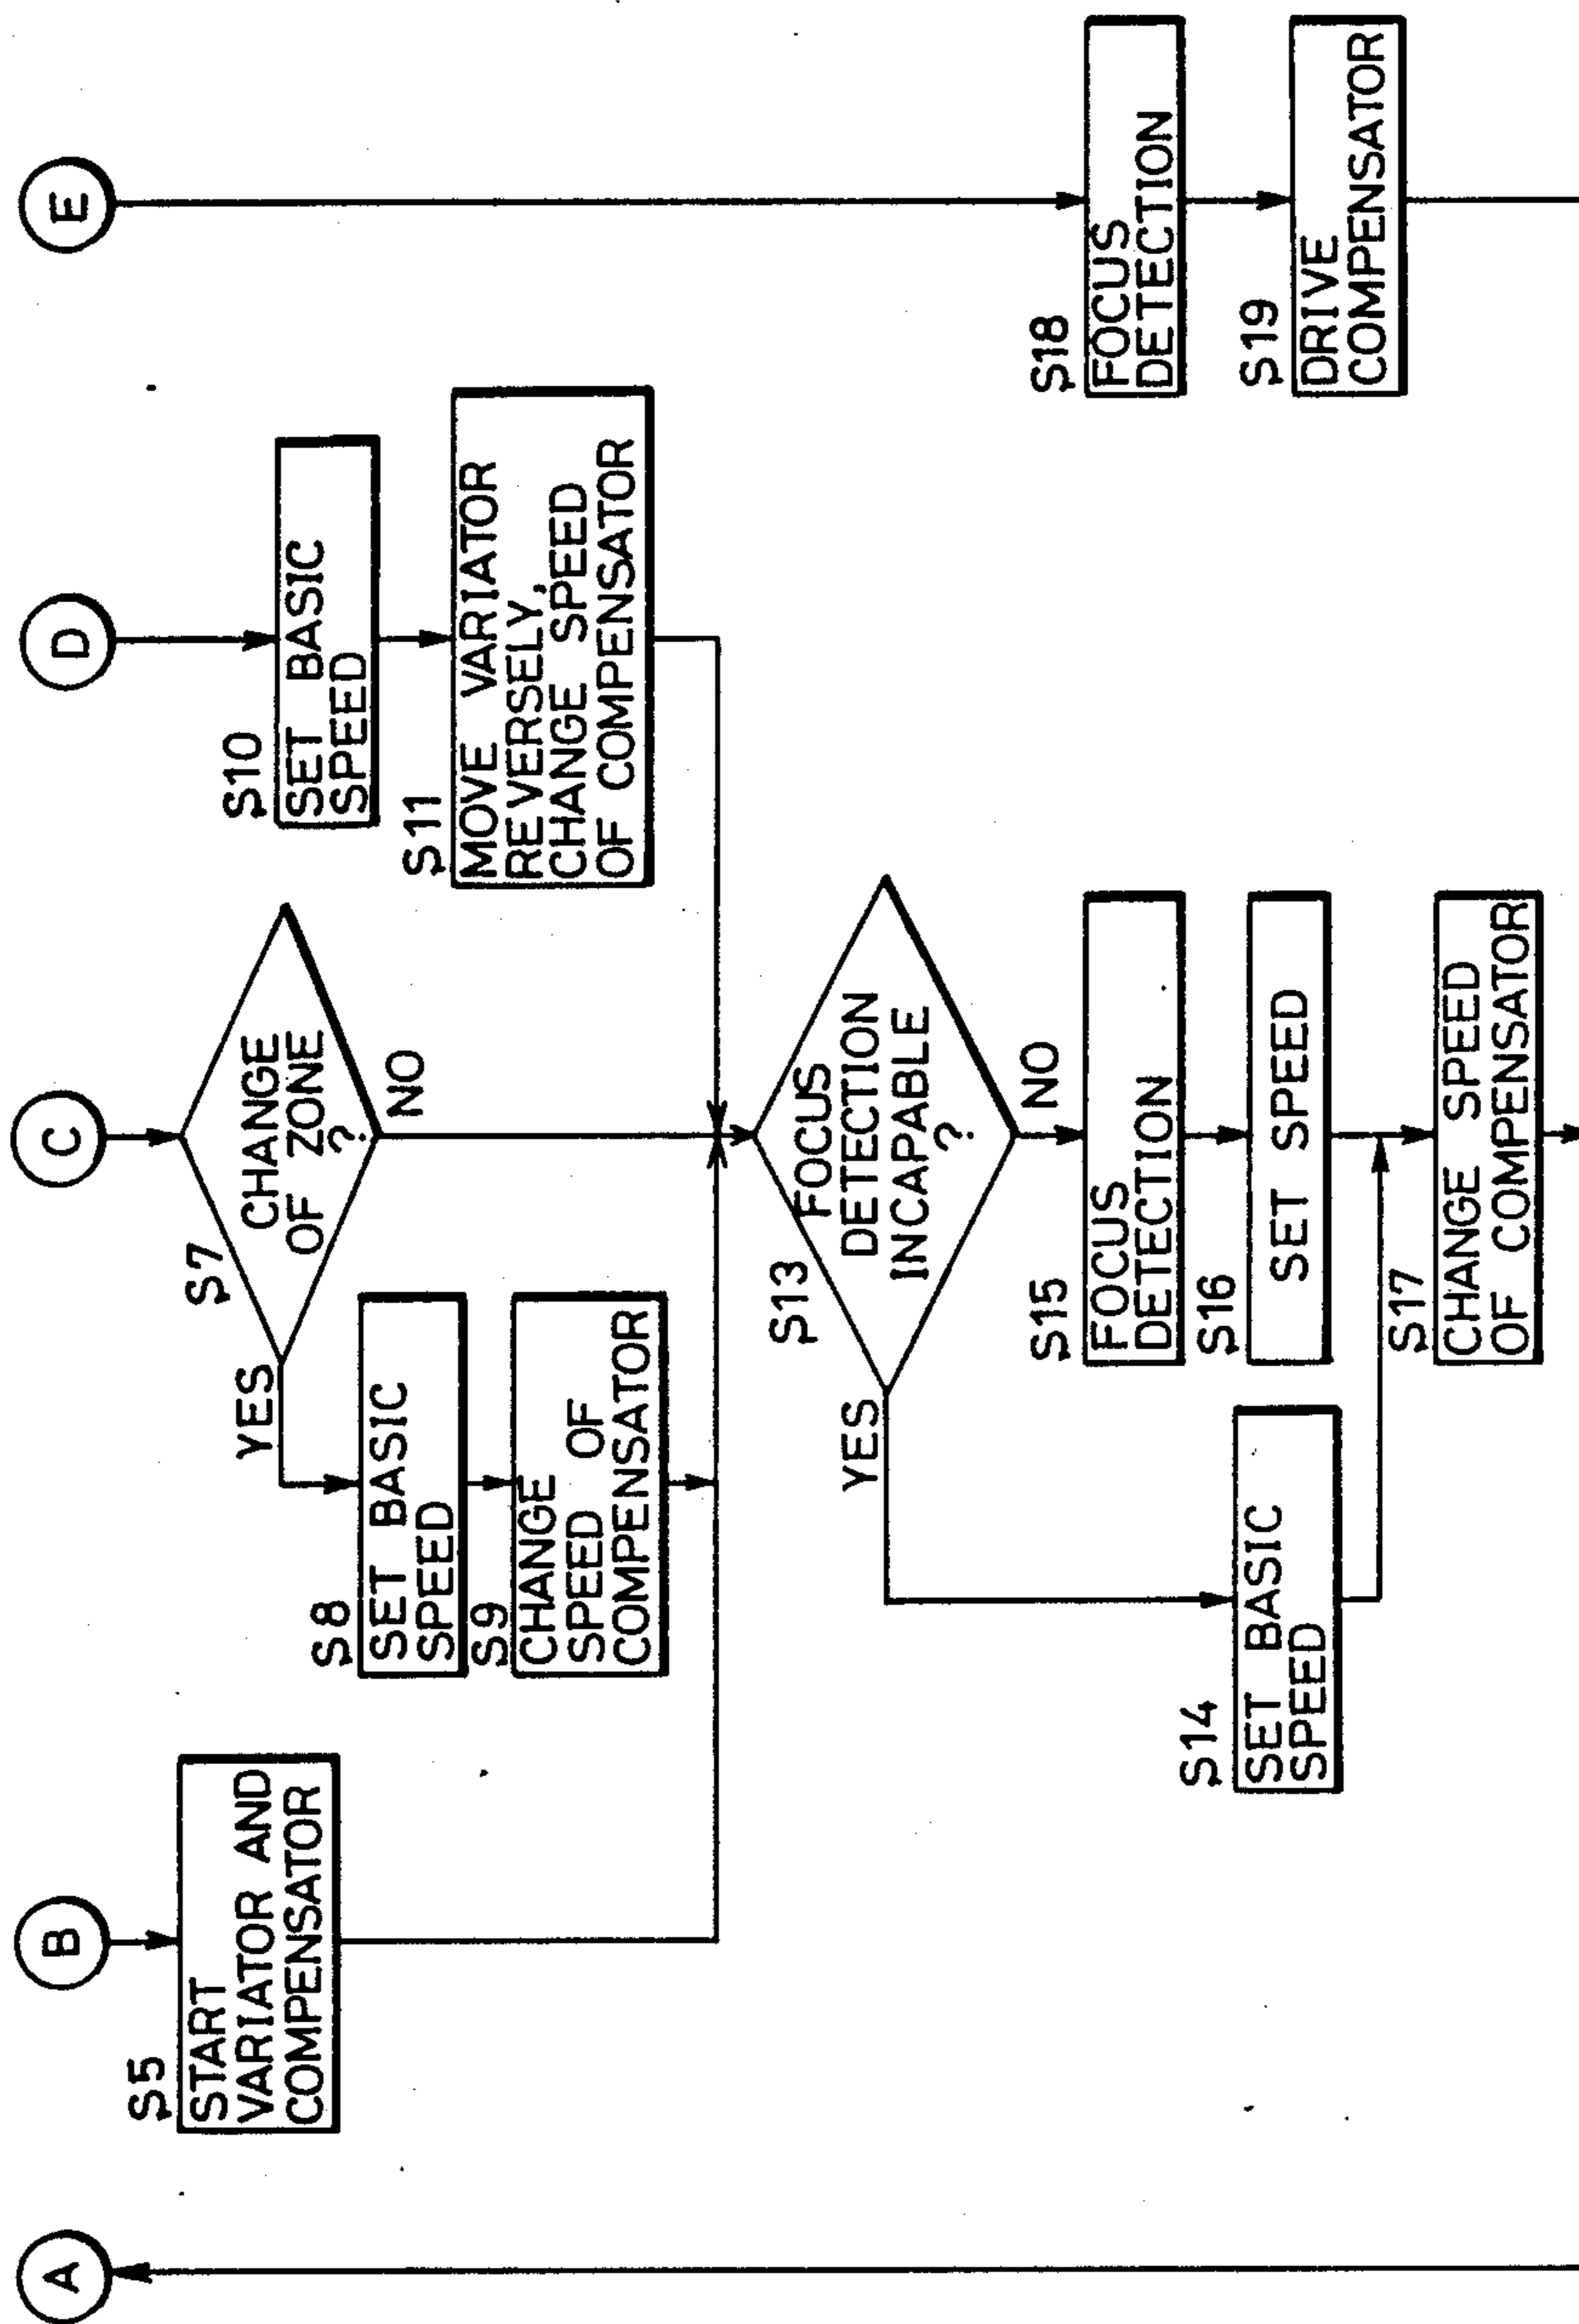 A
B
C
D
E
S5
START
VARIATOR AND
COMPENSATOR
S7
CHANGE
OF ZONE
?
YES
NO
S8
SET BASIC
SPEED
S9
CHANGE
SPEED OF
COMPENSATOR
S10
SET BASIC
SPEED
S11
MOVE VARIATOR
REVERSELY,
CHANGE SPEED
OF COMPENSATOR
S13
FOCUS
DETECTION
INCAPABLE
?
YES
NO
S14
SET BASIC
SPEED
S15
FOCUS
DETECTION
S16
SET SPEED
S17
CHANGE SPEED
OF COMPENSATOR
S18
FOCUS
DETECTION
S19
DRIVE
COMPENSATOR